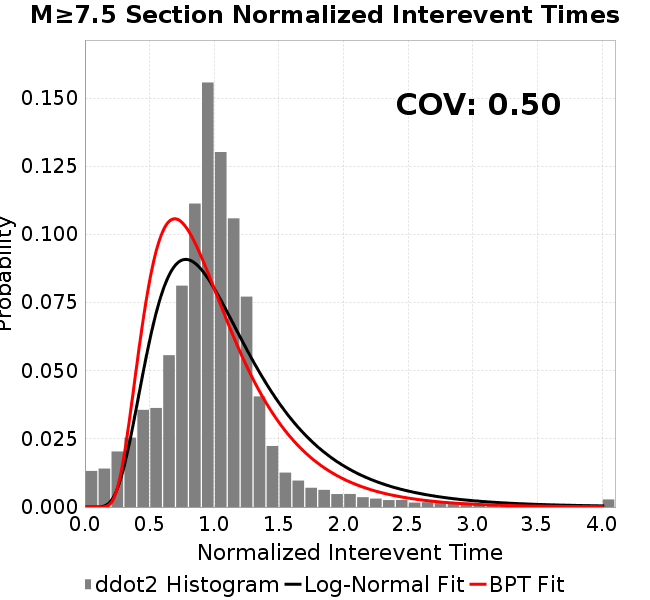 M≥7.5 Section Normalized Interevent Times
COV: 0.50
Probability
0.150
0.125
0.100
0.075
0.050
0.025
0.000
0.0 0.5 1.0 1.5 2.0 2.5 3.0 3.5 4.0
Normalized Interevent Time
ddot2 Histogram Log-Normal Fit BPT Fit